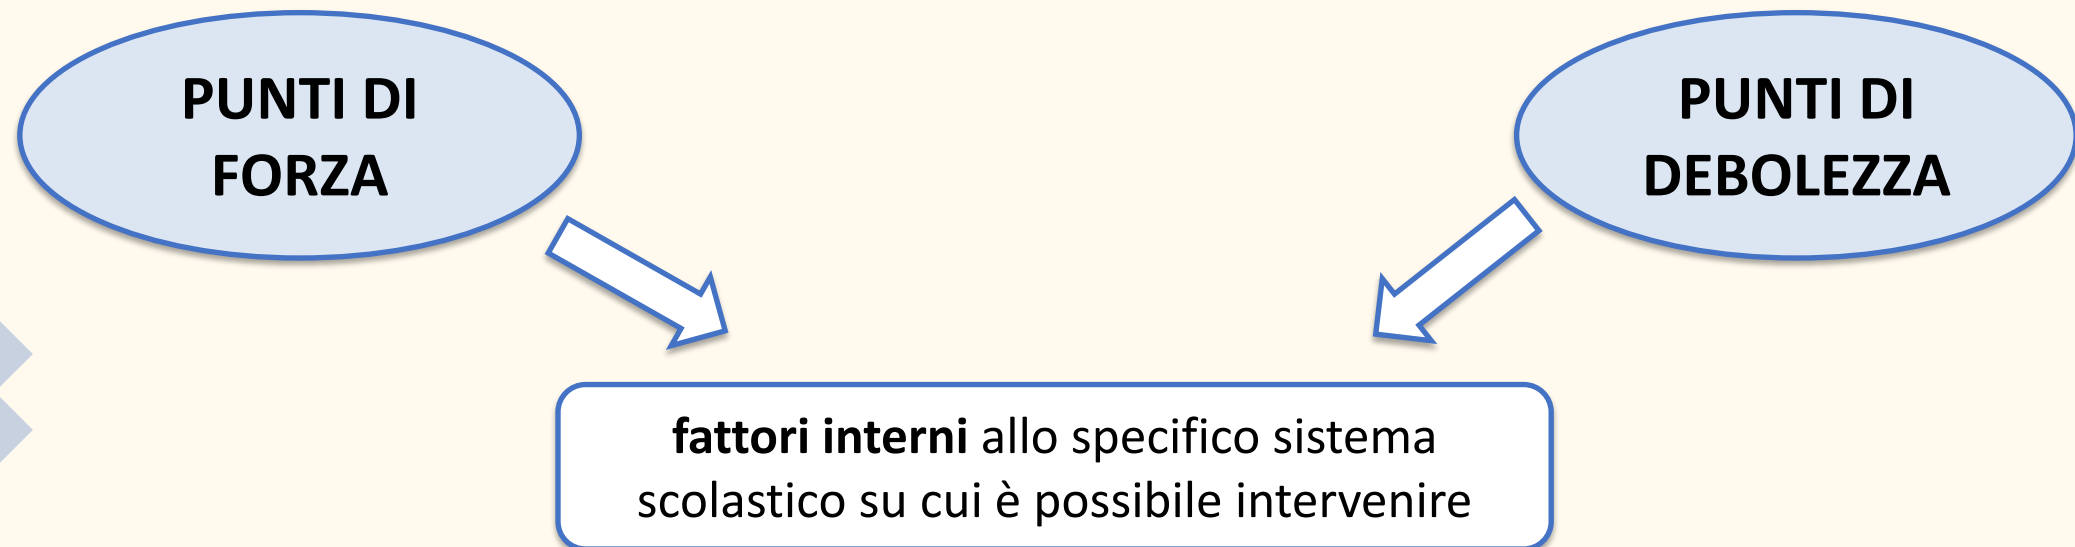 PUNTI DI
FORZA
PUNTI DI
DEBOLEZZA
fattori interni allo specifico sistema
scolastico su cui è possibile intervenire